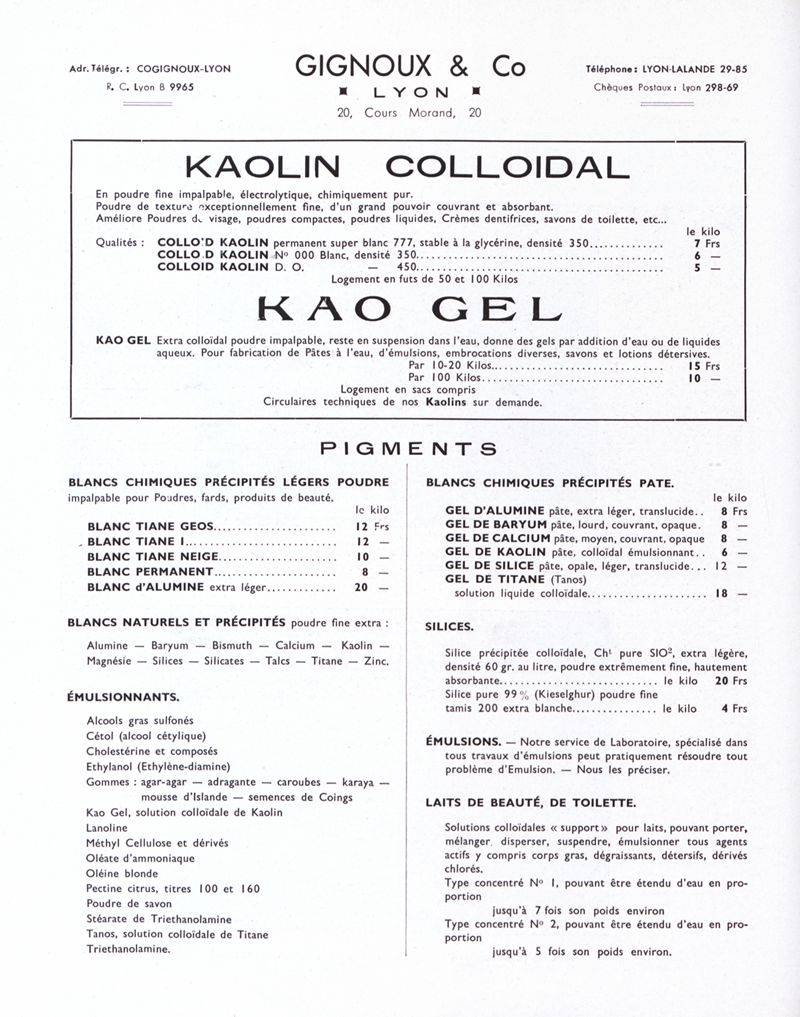 Adr. Télégr. : COGIGNOUX-LYON
R. C. Lyon B 9965
GIGNOUX & Co
LYON
20, Cours Morand, 20
Téléphone : LYON-LALANDE 29-85
Chèques Postaux : Lyon 298-69
KAOLIN COLLOIDAL
En poudre fine impalpable, électrolytique, chimiquement pur.
Poudre de texture exceptionnellement fine, d'un grand pouvoir couvrant et absorbant.
Améliore Poudres de visage, poudres compactes, poudres liquides, Crèmes dentifrices, savons de toilette, etc...
le kilo
Qualités : COLLOID KAOLIN permanent super blanc 777, stable à la glycérine, densité 350.............. 7 Frs
COLLOID KAOLIN No 000 Blanc, densité 350.............................................. 6 —
COLLOID KAOLIN D. O. — 450.............................................. 5 —
Logement en futs de 50 et 100 Kilos
KAO GEL
KAO GEL Extra colloïdal poudre impalpable, reste en suspension dans l'eau, donne des gels par addition d'eau ou de liquides
aqueux. Pour fabrication de Pâtes à l'eau, d'émulsions, embrocations diverses, savons et lotions détersives.
Par 10-20 Kilos................................ 15 Frs
Par 100 Kilos.................................. 10 —
Logement en sacs compris
Circulaires techniques de nos Kaolins sur demande.
PIGMENTS
BLANCS CHIMIQUES PRÉCIPITÉS LÉGERS POUDRE
impalpable pour Poudres, fards, produits de beauté.
le kilo
BLANC TIANE GEOS....................... 12 Frs
BLANC TIANE I............................ 12 —
BLANC TIANE NEIGE...................... 10 —
BLANC PERMANENT....................... 8 —
BLANC d'ALUMINE extra léger............. 20 —
BLANCS NATURELS ET PRÉCIPITÉS poudre fine extra :
Alumine — Baryum — Bismuth — Calcium — Kaolin —
Magnésie — Silices — Silicates — Talcs — Titane — Zinc.
ÉMULSIONNANTS.
Alcools gras sulfonés
Cétol (alcool cétylique)
Cholestérine et composés
Ethylanol (Ethylène-diamine)
Gommes : agar-agar — adragante — caroubes — karaya —
mousse d'Islande — semences de Coings
Kao Gel, solution colloïdale de Kaolin
Lanoline
Méthyl Cellulose et dérivés
Oléate d'ammoniaque
Oléine blonde
Pectine citrus, titres 100 et 160
Poudre de savon
Stéarate de Triethanolamine
Tanos, solution colloïdale de Titane
Triethanolamine.
BLANCS CHIMIQUES PRÉCIPITÉS PATE.
le kilo
GEL D'ALUMINE pâte, extra léger, translucide.. 8 Frs
GEL DE BARYUM pâte, lourd, couvrant, opaque. 8 —
GEL DE CALCIUM pâte, moyen, couvrant, opaque 8 —
GEL DE KAOLIN pâte, colloïdal émulsionnant.. 6 —
GEL DE SILICE pâte, opale, léger, translucide... 12 —
GEL DE TITANE (Tanos)
solution liquide colloïdale..................... 18 —
SILICES.
Silice précipitée colloïdale, Cht pure SIO², extra légère,
densité 60 gr. au litre, poudre extrêmement fine, hautement
absorbante............................ le kilo 20 Frs
Silice pure 99 % (Kieselghur) poudre fine
tamis 200 extra blanche............... le kilo 4 Frs
ÉMULSIONS. — Notre service de Laboratoire, spécialisé dans
tous travaux d'émulsions peut pratiquement résoudre tout
problème d'Emulsion. — Nous les préciser.
LAITS DE BEAUTÉ, DE TOILETTE.
Solutions colloïdales « support » pour laits, pouvant porter,
mélanger, disperser, suspendre, émulsionner tous agents
actifs y compris corps gras, dégraissants, détersifs, dérivés
chlorés.
Type concentré No 1, pouvant être étendu d'eau en pro-
portion
jusqu'à 7 fois son poids environ
Type concentré No 2, pouvant être étendu d'eau en pro-
portion
jusqu'à 5 fois son poids environ.